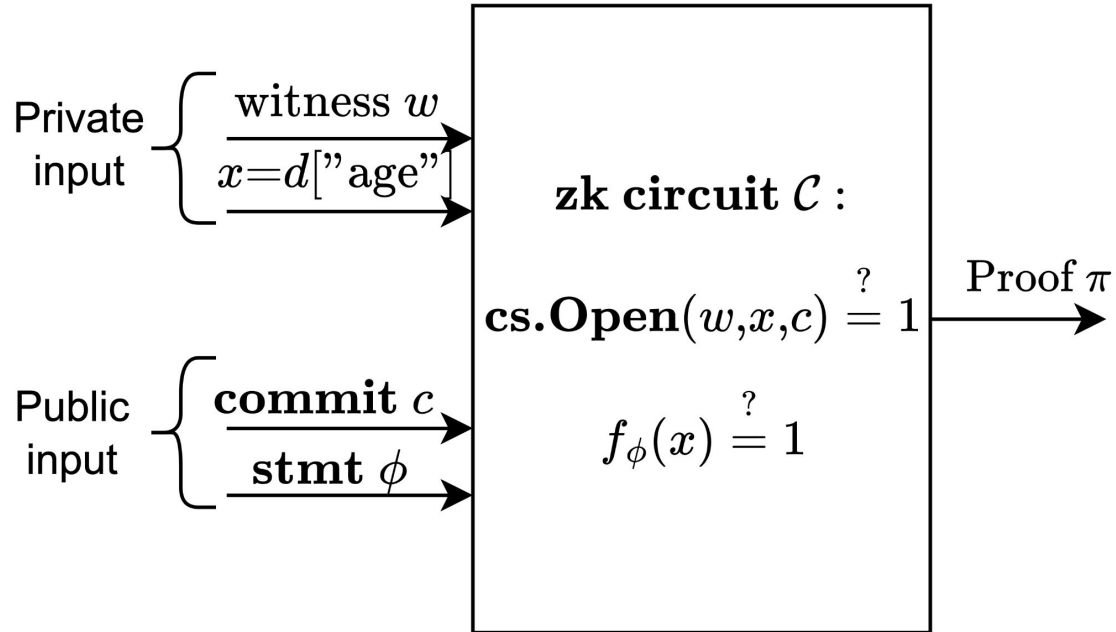 Private
input
witness w
x=d["age"]
Public
input
commit c
stmt ϕ
zk circuit 𝒞 :
cs.Open(w,x,c) ≟ 1
f_ϕ(x) ≟ 1
Proof π